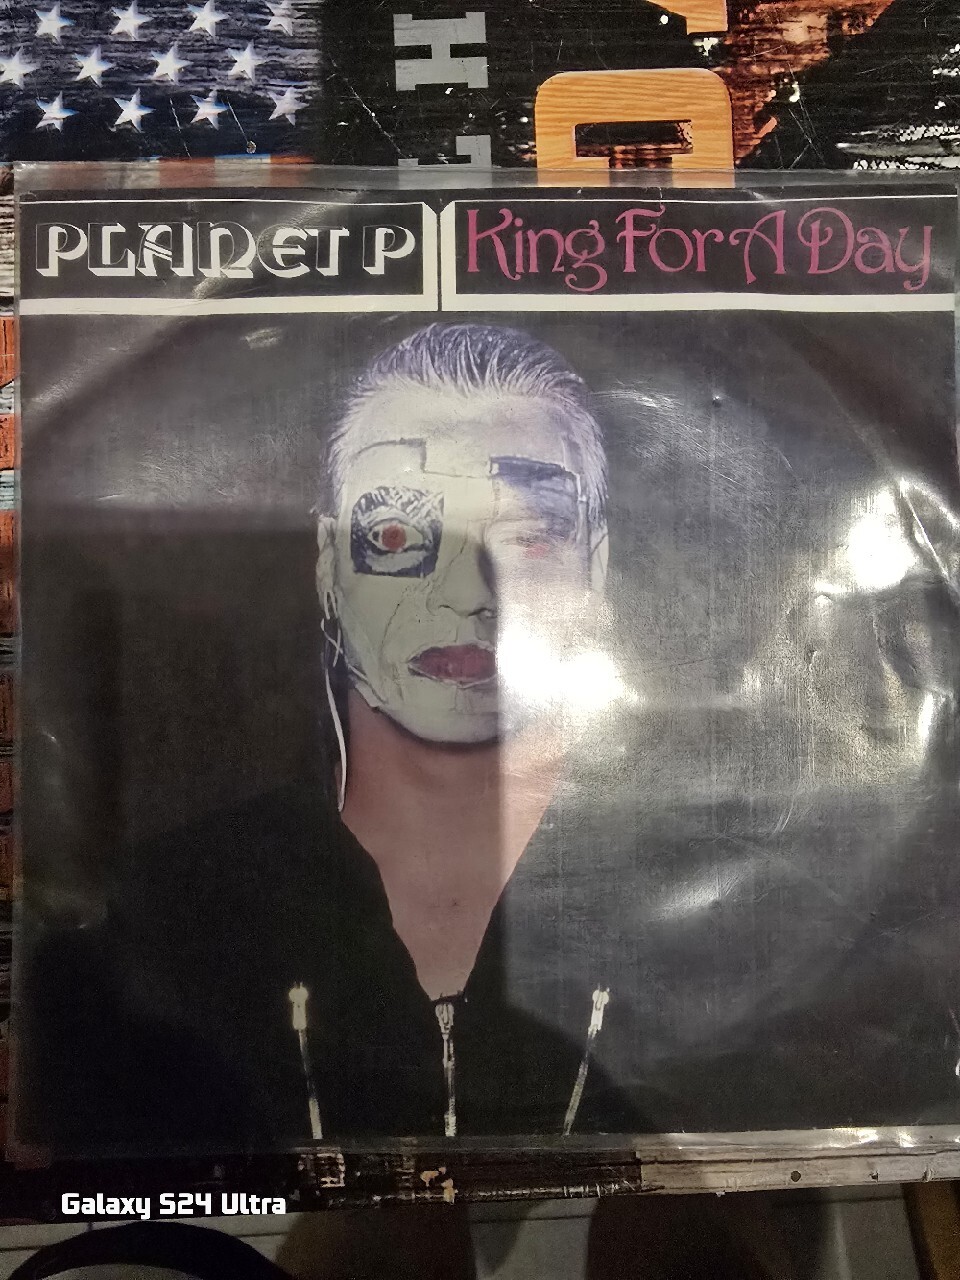 PLANET P
King For A Day
Galaxy S24 Ultra